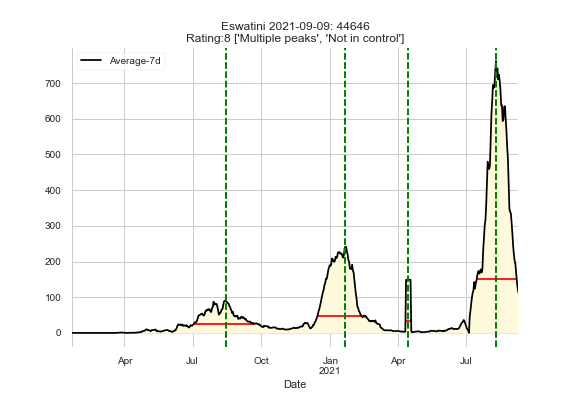 Eswatini 2021-09-09: 44646
Rating:8 ['Multiple peaks', 'Not in control']
Average-7d
700
600
500
400
300
200
100
0
Apr Jul Oct Jan Apr Jul
2021
Date